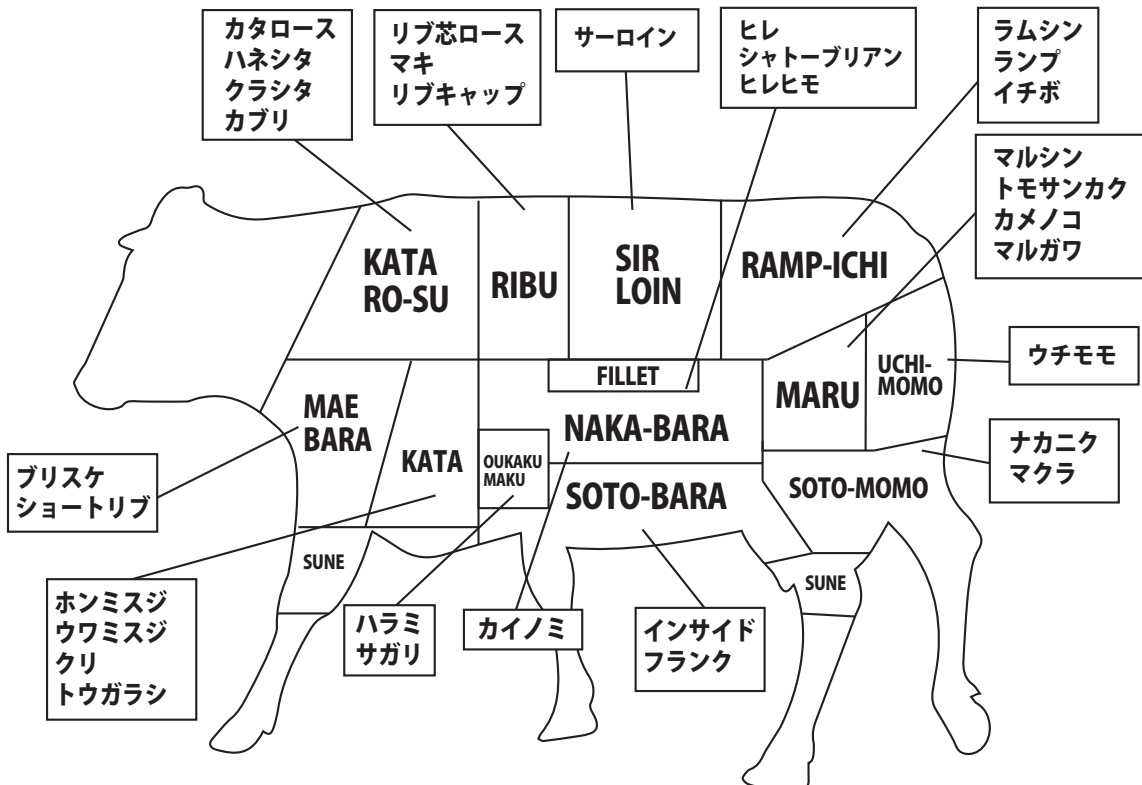 カタロース
ハネシタ
クラシタ
カブリ
リブ芯ロース
マキ
リブキャップ
サーロイン
ヒレ
シャトーブリアン
ヒレヒモ
ラムシン
ランプ
イチボ
マルシン
トモサンカク
カメノコ
マルガワ
KATA
RO-SU
RIBU
SIR
LOIN
RAMP-ICHI
FILLET
MAE
BARA
KATA
OUKAKU
MAKU
NAKA-BARA
SOTO-BARA
MARU
UCHI-
MOMO
SOTO-MOMO
SUNE
SUNE
ウチモモ
ナカニク
マクラ
ブリスケ
ショートリブ
ホンミスジ
ウワミスジ
クリ
トウガラシ
ハラミ
サガリ
カイノミ
インサイド
フランク